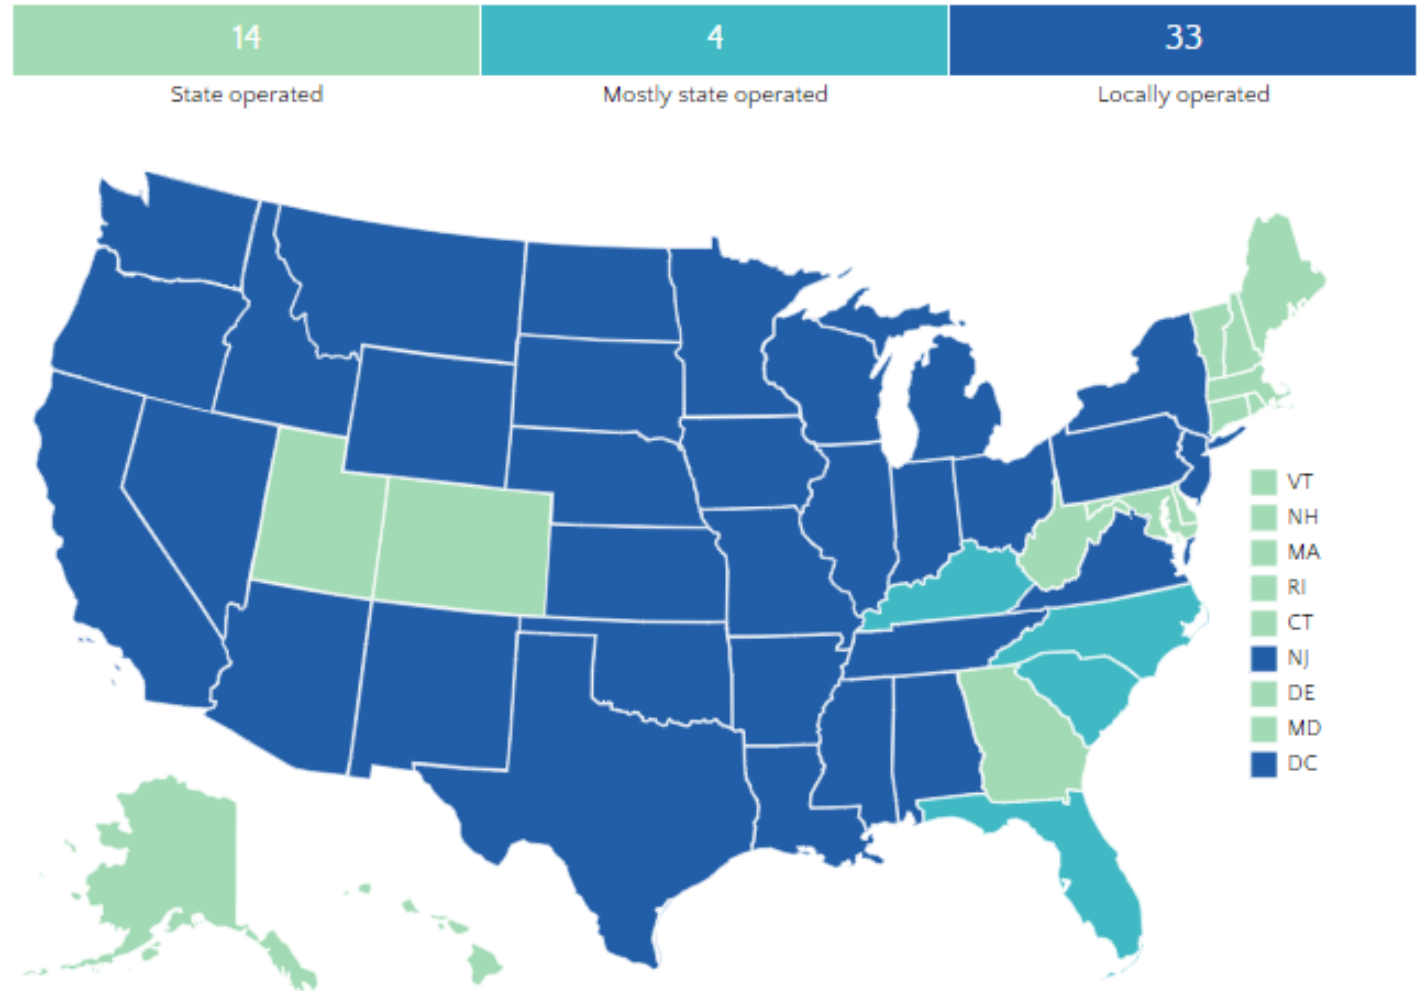 14 4 33
State operated Mostly state operated Locally operated
VT
NH
MA
RI
CT
NJ
DE
MD
DC